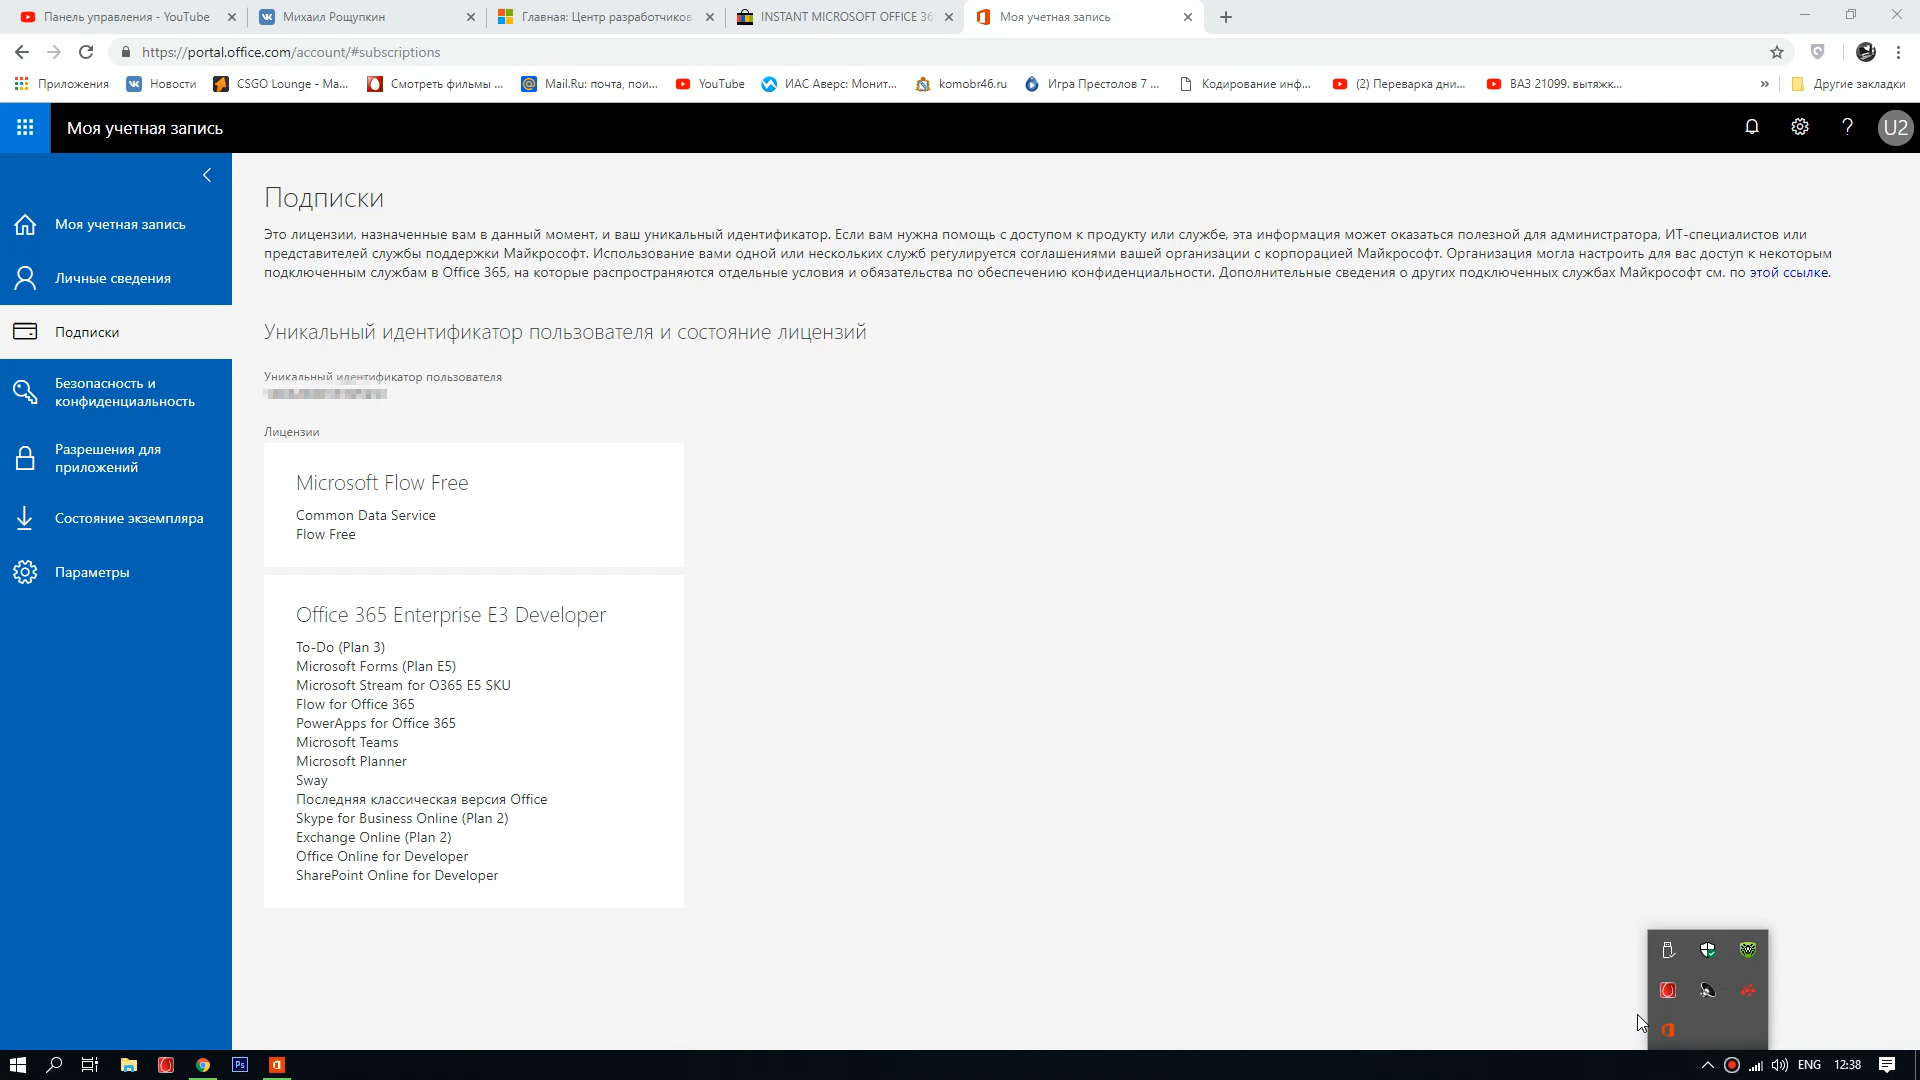 Панель управления - YouTube
Михаил Рощупкин
Главная: Центр разработчиков
INSTANT MICROSOFT OFFICE 36
Моя учетная запись
https://portal.office.com/account/#subscriptions
Приложения
Новости
CSGO Lounge - Ma...
Смотреть фильмы ...
Mail.Ru: почта, пои...
YouTube
ИАС Аверс: Монит...
komobr46.ru
Игра Престолов 7 ...
Кодирование инф...
(2) Переварка дни...
ВАЗ 21099. вытяжк...
»
Другие закладки
Моя учетная запись
?
U2
Моя учетная запись
Личные сведения
Подписки
Безопасность и
конфиденциальность
Разрешения для
приложений
Состояние экземпляра
Параметры
Подписки
Это лицензии, назначенные вам в данный момент, и ваш уникальный идентификатор. Если вам нужна помощь с доступом к продукту или службе, эта информация может оказаться полезной для администратора, ИТ-специалистов или
представителей службы поддержки Майкрософт. Использование вами одной или нескольких служб регулируется соглашениями вашей организации с корпорацией Майкрософт. Организация могла настроить для вас доступ к некоторым
подключенным службам в Office 365, на которые распространяются отдельные условия и обязательства по обеспечению конфиденциальности. Дополнительные сведения о других подключенных службах Майкрософт см. по этой ссылке.
Уникальный идентификатор пользователя и состояние лицензий
Уникальный идентификатор пользователя
Лицензии
Microsoft Flow Free
Common Data Service
Flow Free
Office 365 Enterprise E3 Developer
To-Do (Plan 3)
Microsoft Forms (Plan E5)
Microsoft Stream for O365 E5 SKU
Flow for Office 365
PowerApps for Office 365
Microsoft Teams
Microsoft Planner
Sway
Последняя классическая версия Office
Skype for Business Online (Plan 2)
Exchange Online (Plan 2)
Office Online for Developer
SharePoint Online for Developer
Ps
ENG
12:38